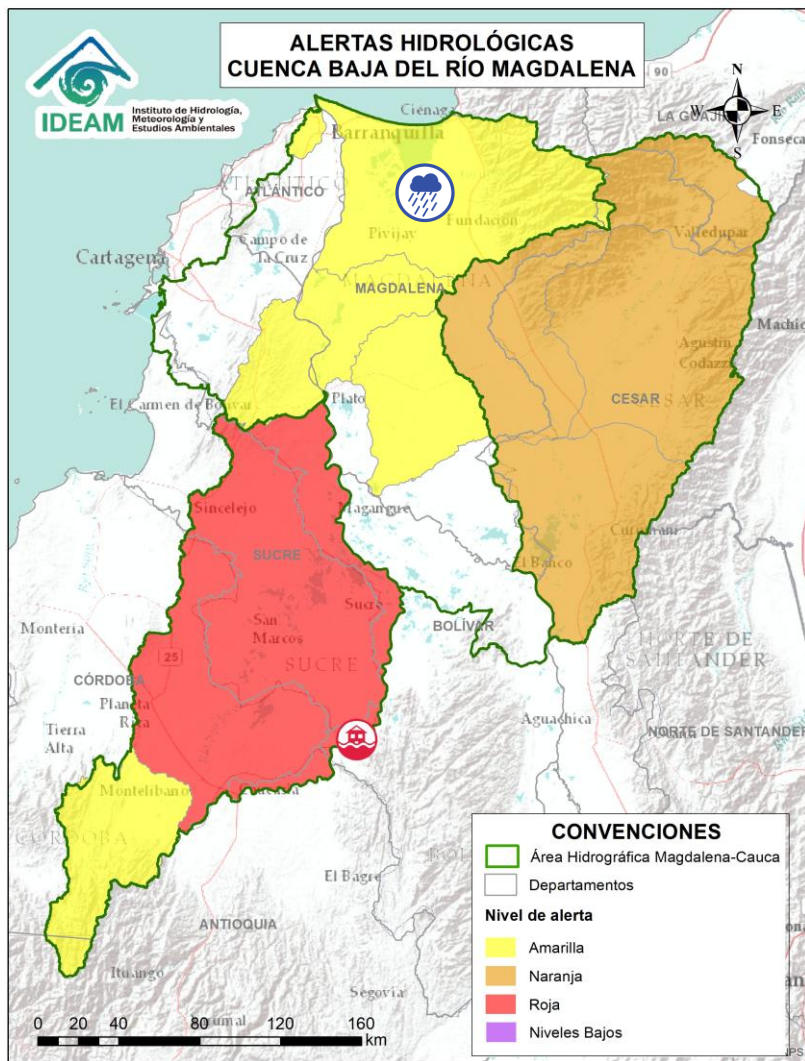 ALERTAS HIDROLÓGICAS
CUENCA BAJA DEL RÍO MAGDALENA
IDEAM
Instituto de Hidrología,
Meteorología y
Estudios Ambientales
N
W
E
S
90
LA GUAJI
Fonseca
Ciénaga
Barranquilla
ATLÁNTICO
Cartagena
Campo de
la Cruz
Pivijay
Fundación
Valledupar
MAGDALENA
Machiq
Agustín
Codazzi
CESAR
El Carmen de Bolívar
Plato
Sincelejo
Magangué
SUCRE
El Banco
Sucre
San
Marcos
SUCRE
BOLÍVAR
Montería
25
CÓRDOBA
Planeta
Rica
NORTE DE
SANTANDER
Tierra
Alta
Aguachica
NORTE DE SANTANDER
Montelíbano
El Bagre
ANTIOQUIA
Ituango
Segovia
CONVENCIONES
Área Hidrográfica Magdalena-Cauca
Departamentos
Nivel de alerta
Amarilla
Naranja
Roja
Niveles Bajos
0 20 40 80 120 160
km